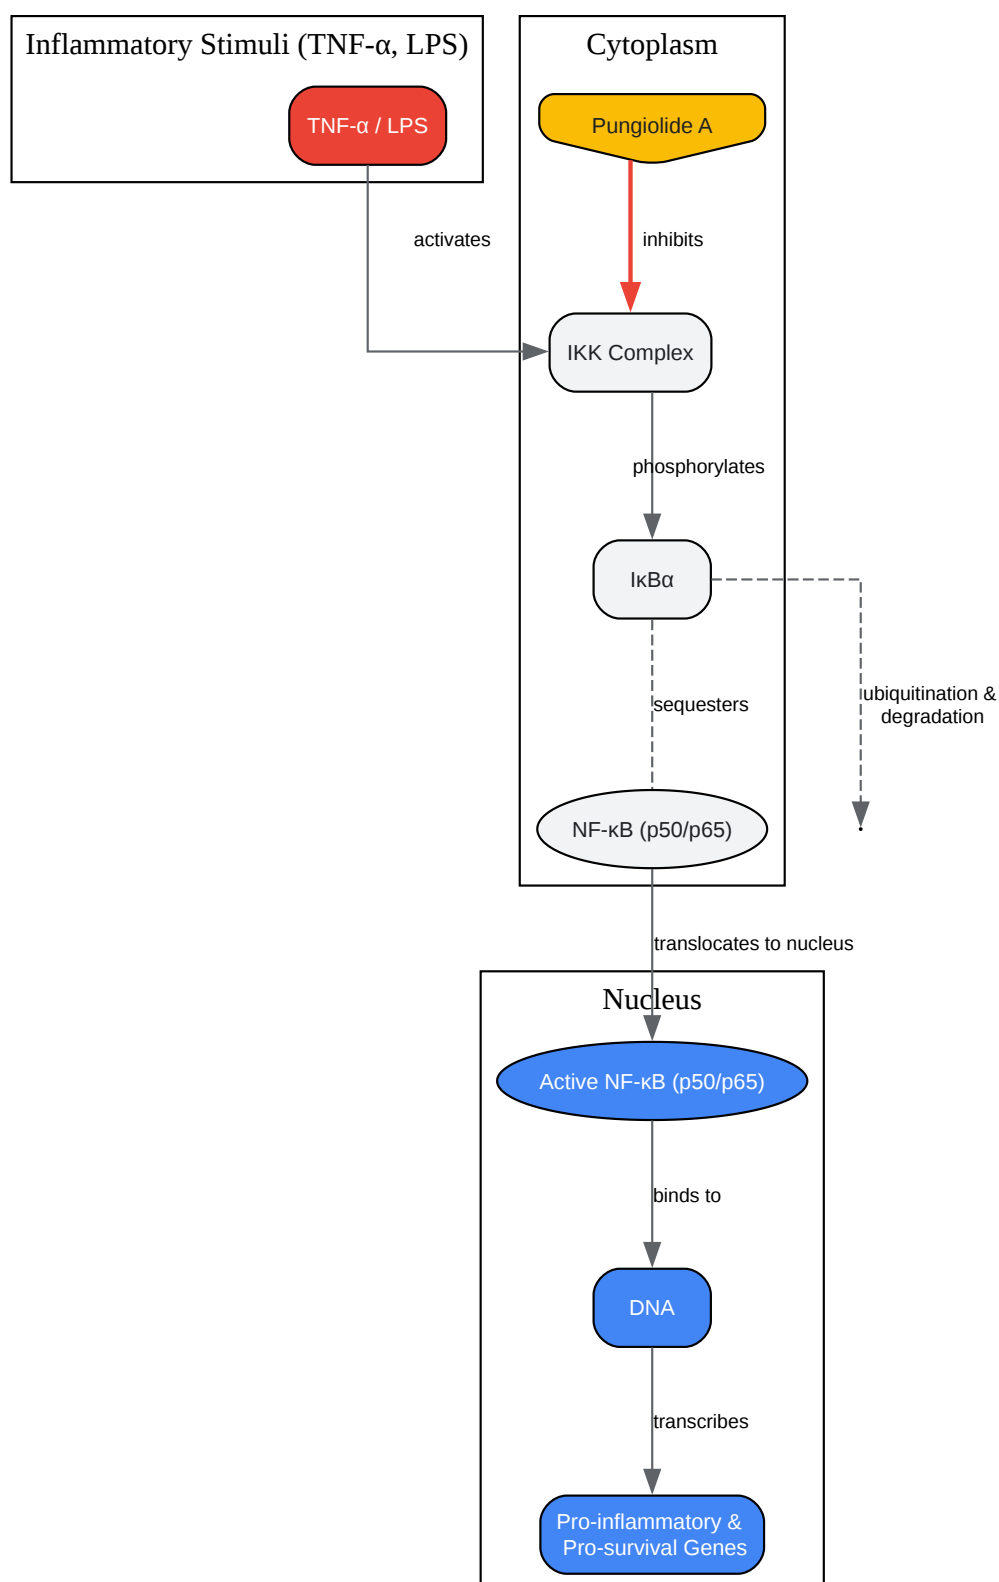 Inflammatory Stimuli (TNF-α, LPS)
Cytoplasm
TNF-α / LPS
Pungiolide A
activates
inhibits
IKK Complex
phosphorylates
IκBα
sequesters
ubiquitination &
degradation
NF-κB (p50/p65)
translocates to nucleus
Nucleus
Active NF-κB (p50/p65)
binds to
DNA
transcribes
Pro-inflammatory &
Pro-survival Genes